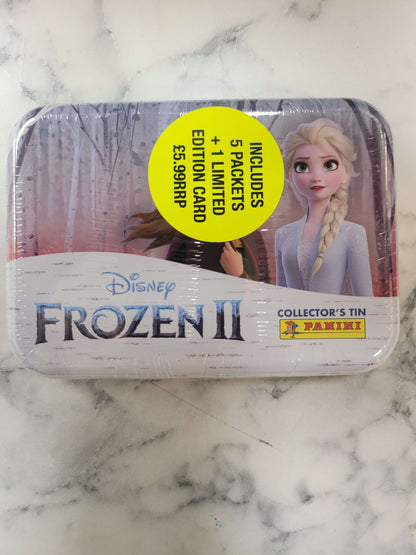 INCLUDES
5 PACKETS
+ 1 LIMITED
EDITION CARD
£5.99RRP
Disney
FROZEN II
COLLECTOR'S TIN
PANINI